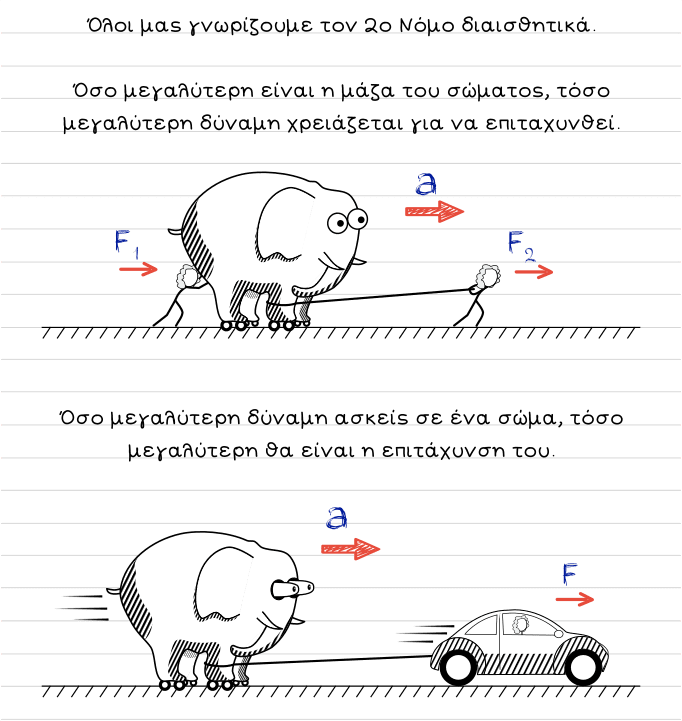 Όλοι μας γνωρίζουμε τον 2ο Νόμο διαισθητικά.
Όσο μεγαλύτερη είναι η μάζα του σώματος, τόσο
μεγαλύτερη δύναμη χρειάζεται για να επιταχυνθεί.
a
F₁
F₂
Όσο μεγαλύτερη δύναμη ασκείς σε ένα σώμα, τόσο
μεγαλύτερη θα είναι η επιτάχυνση του.
a
F